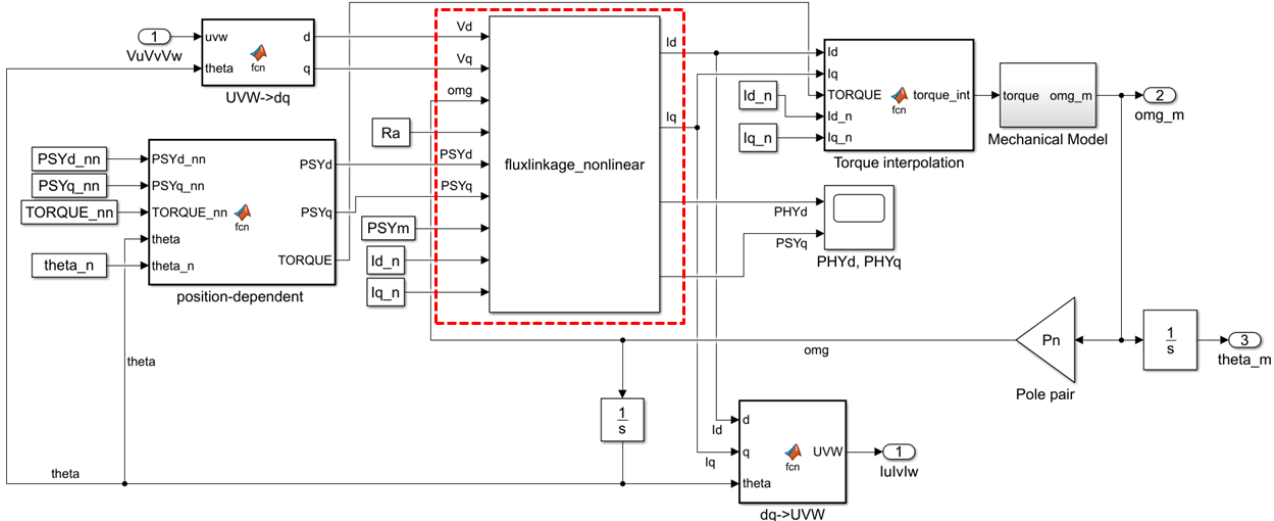 1
VuVvVw
uvw
theta
d
q
fcn
UVW->dq
Vd
Vq
omg
Ra
PSYd
PSYq
PSYm
Id_n
Iq_n
fluxlinkage_nonlinear
Id
Iq
PSYd_nn
PSYq_nn
TORQUE_nn
theta_n
PSYd_nn
PSYq_nn
TORQUE_nn
theta
theta_n
fcn
PSYd
PSYq
TORQUE
position-dependent
Id_n
Iq_n
Id
Iq
TORQUE
Id_n
Iq_n
fcn
torque_int
Torque interpolation
torque
omg_m
Mechanical Model
2
omg_m
PHYd
PSYq
PHYd, PHYq
omg
Pn
Pole pair
1
s
3
theta_m
theta
1
s
theta
Id
Iq
d
q
theta
fcn
UVW
dq->UVW
1
IuIvIw